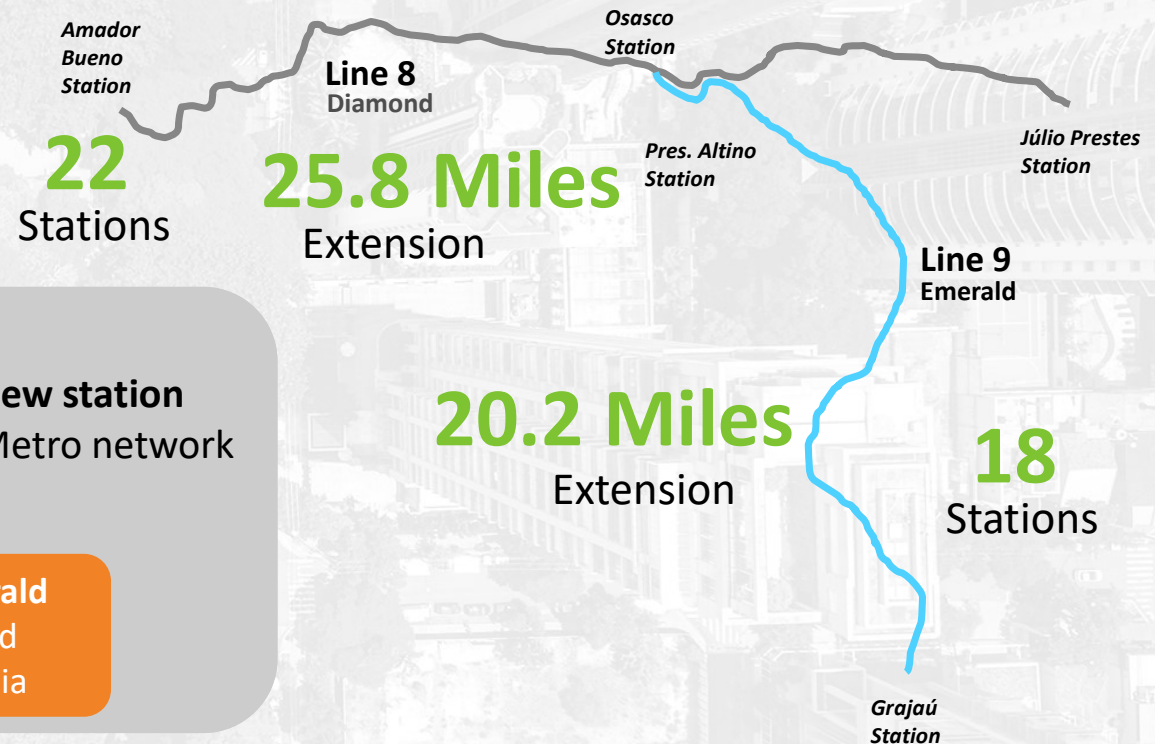 Amador
Bueno
Station
Osasco
Station
Line 8
Diamond
Júlio Prestes
Station
Pres. Altino
Station
22
Stations
25.8 Miles
Extension
Line 9
Emerald
ew station
Metro network
20.2 Miles
Extension
18
Stations
rald
d
ia
Grajaú
Station